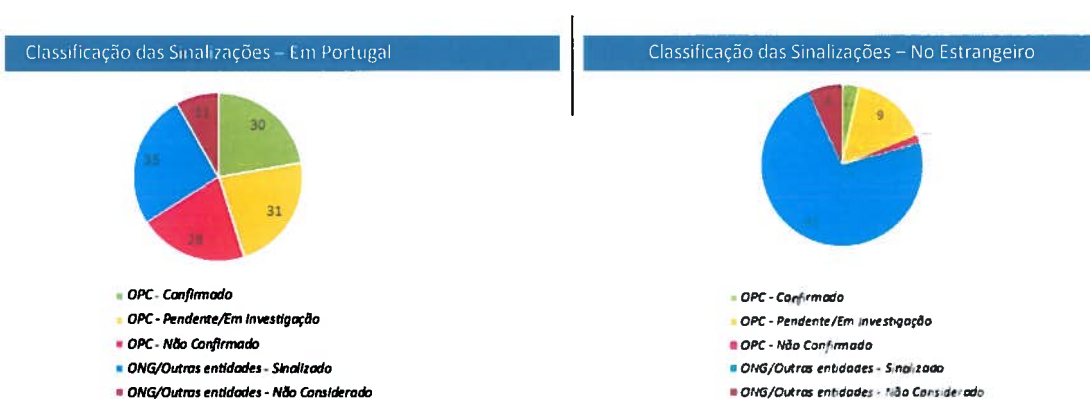 Classificação das Sinalizações – Em Portugal
30
31
28
35
11
OPC - Confirmado
OPC - Pendente/Em Investigação
OPC - Não Confirmado
ONG/Outras entidades - Sinalizado
ONG/Outras entidades - Não Considerado
Classificação das Sinalizações – No Estrangeiro
9
OPC - Confirmado
OPC - Pendente/Em Investigação
OPC - Não Confirmado
ONG/Outras entidades - Sinalizado
ONG/Outras entidades - Não Considerado